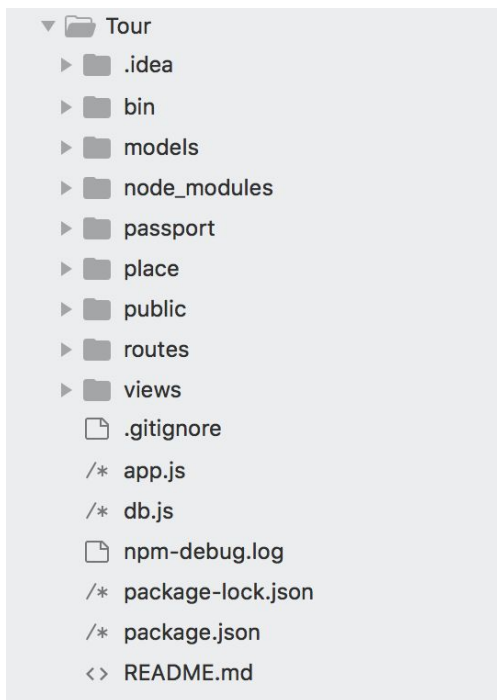 Tour
.idea
bin
models
node_modules
passport
place
public
routes
views
.gitignore
/* app.js
/* db.js
npm-debug.log
/* package-lock.json
/* package.json
<> README.md